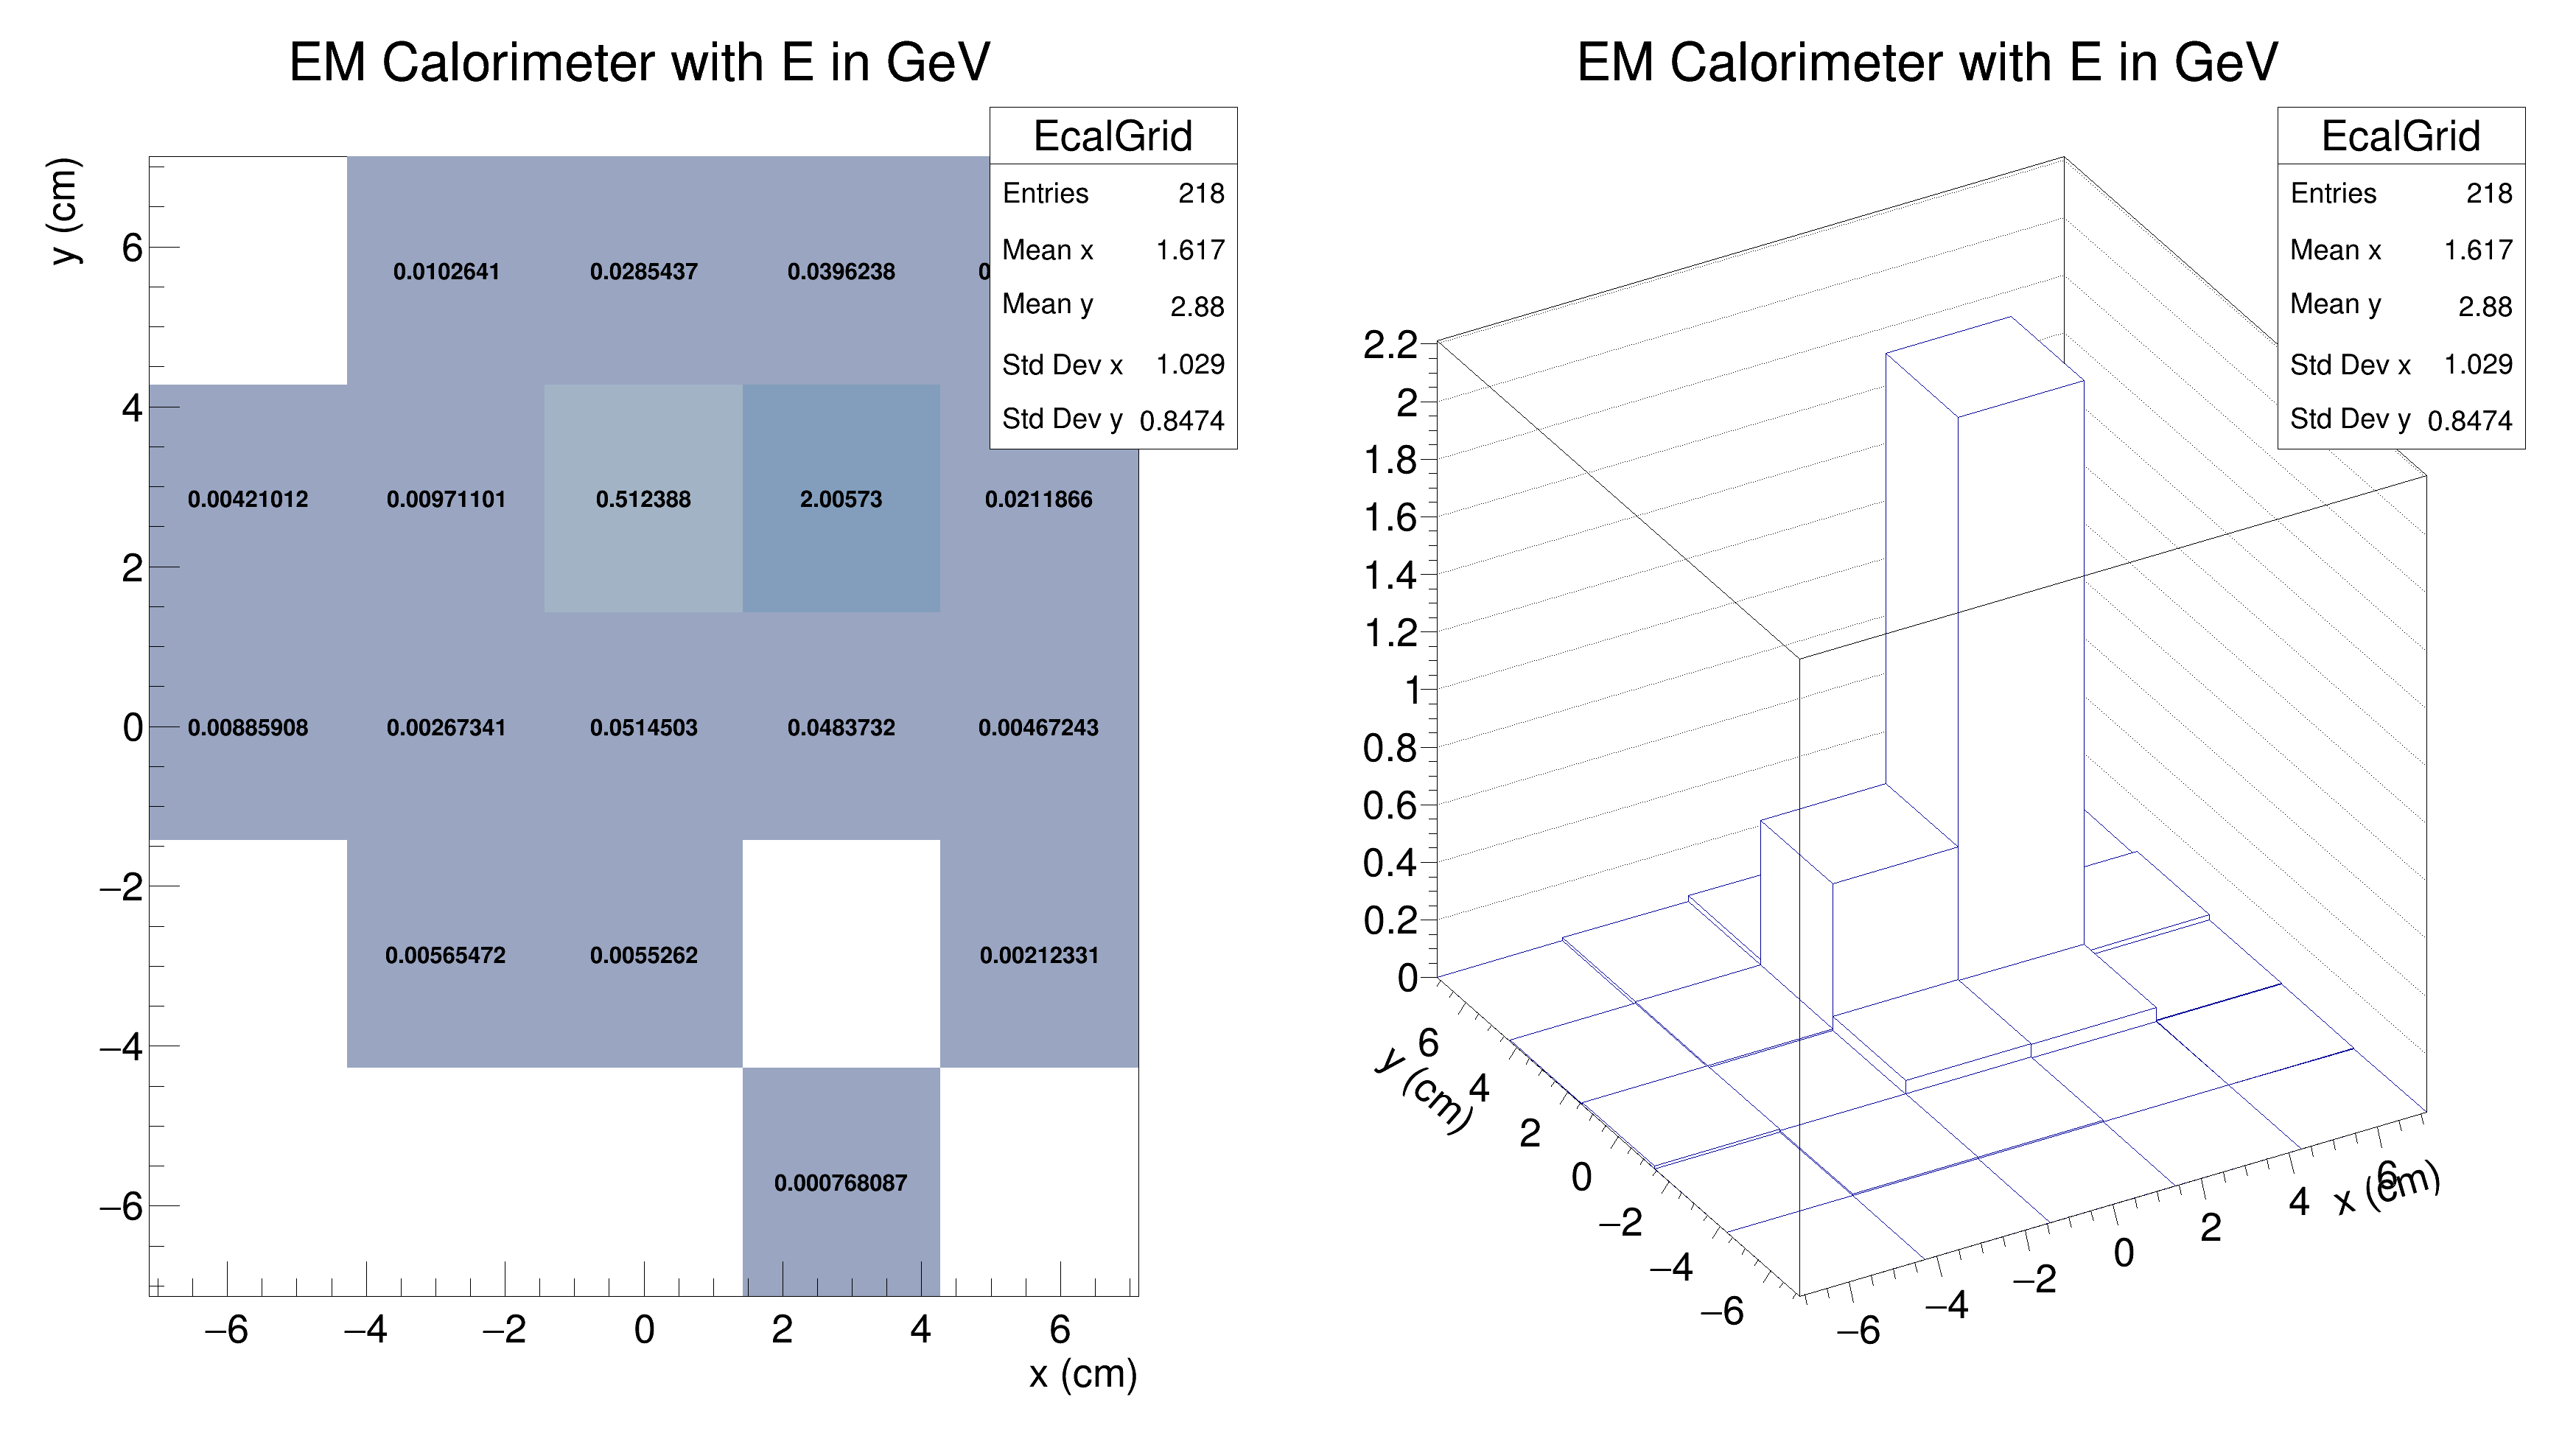 EM Calorimeter with E in GeV
EcalGrid
Entries 218
Mean x 1.617
Mean y 2.88
Std Dev x 1.029
Std Dev y 0.8474
y (cm)
6
4
2
0
−2
−4
−6
0.0102641 0.0285437 0.0396238
0.00421012 0.00971101 0.512388 2.00573 0.0211866
0.00885908 0.00267341 0.0514503 0.0483732 0.00467243
0.00565472 0.0055262 0.00212331
0.000768087
−6 −4 −2 0 2 4 6
x (cm)
EM Calorimeter with E in GeV
EcalGrid
Entries 218
Mean x 1.617
Mean y 2.88
Std Dev x 1.029
Std Dev y 0.8474
2.2
2
1.8
1.6
1.4
1.2
1
0.8
0.6
0.4
0.2
0
y (cm)
6
4
2
0
−2
−4
−6
−6 −4 −2 0 2 4 6
x (cm)